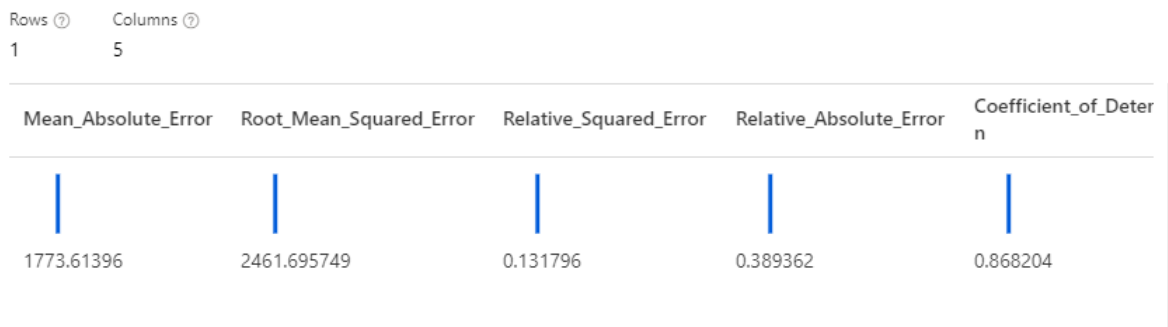 Rows ? Columns ?
1 5
Mean_Absolute_Error Root_Mean_Squared_Error Relative_Squared_Error Relative_Absolute_Error Coefficient_of_Deter
n
1773.61396 2461.695749 0.131796 0.389362 0.868204